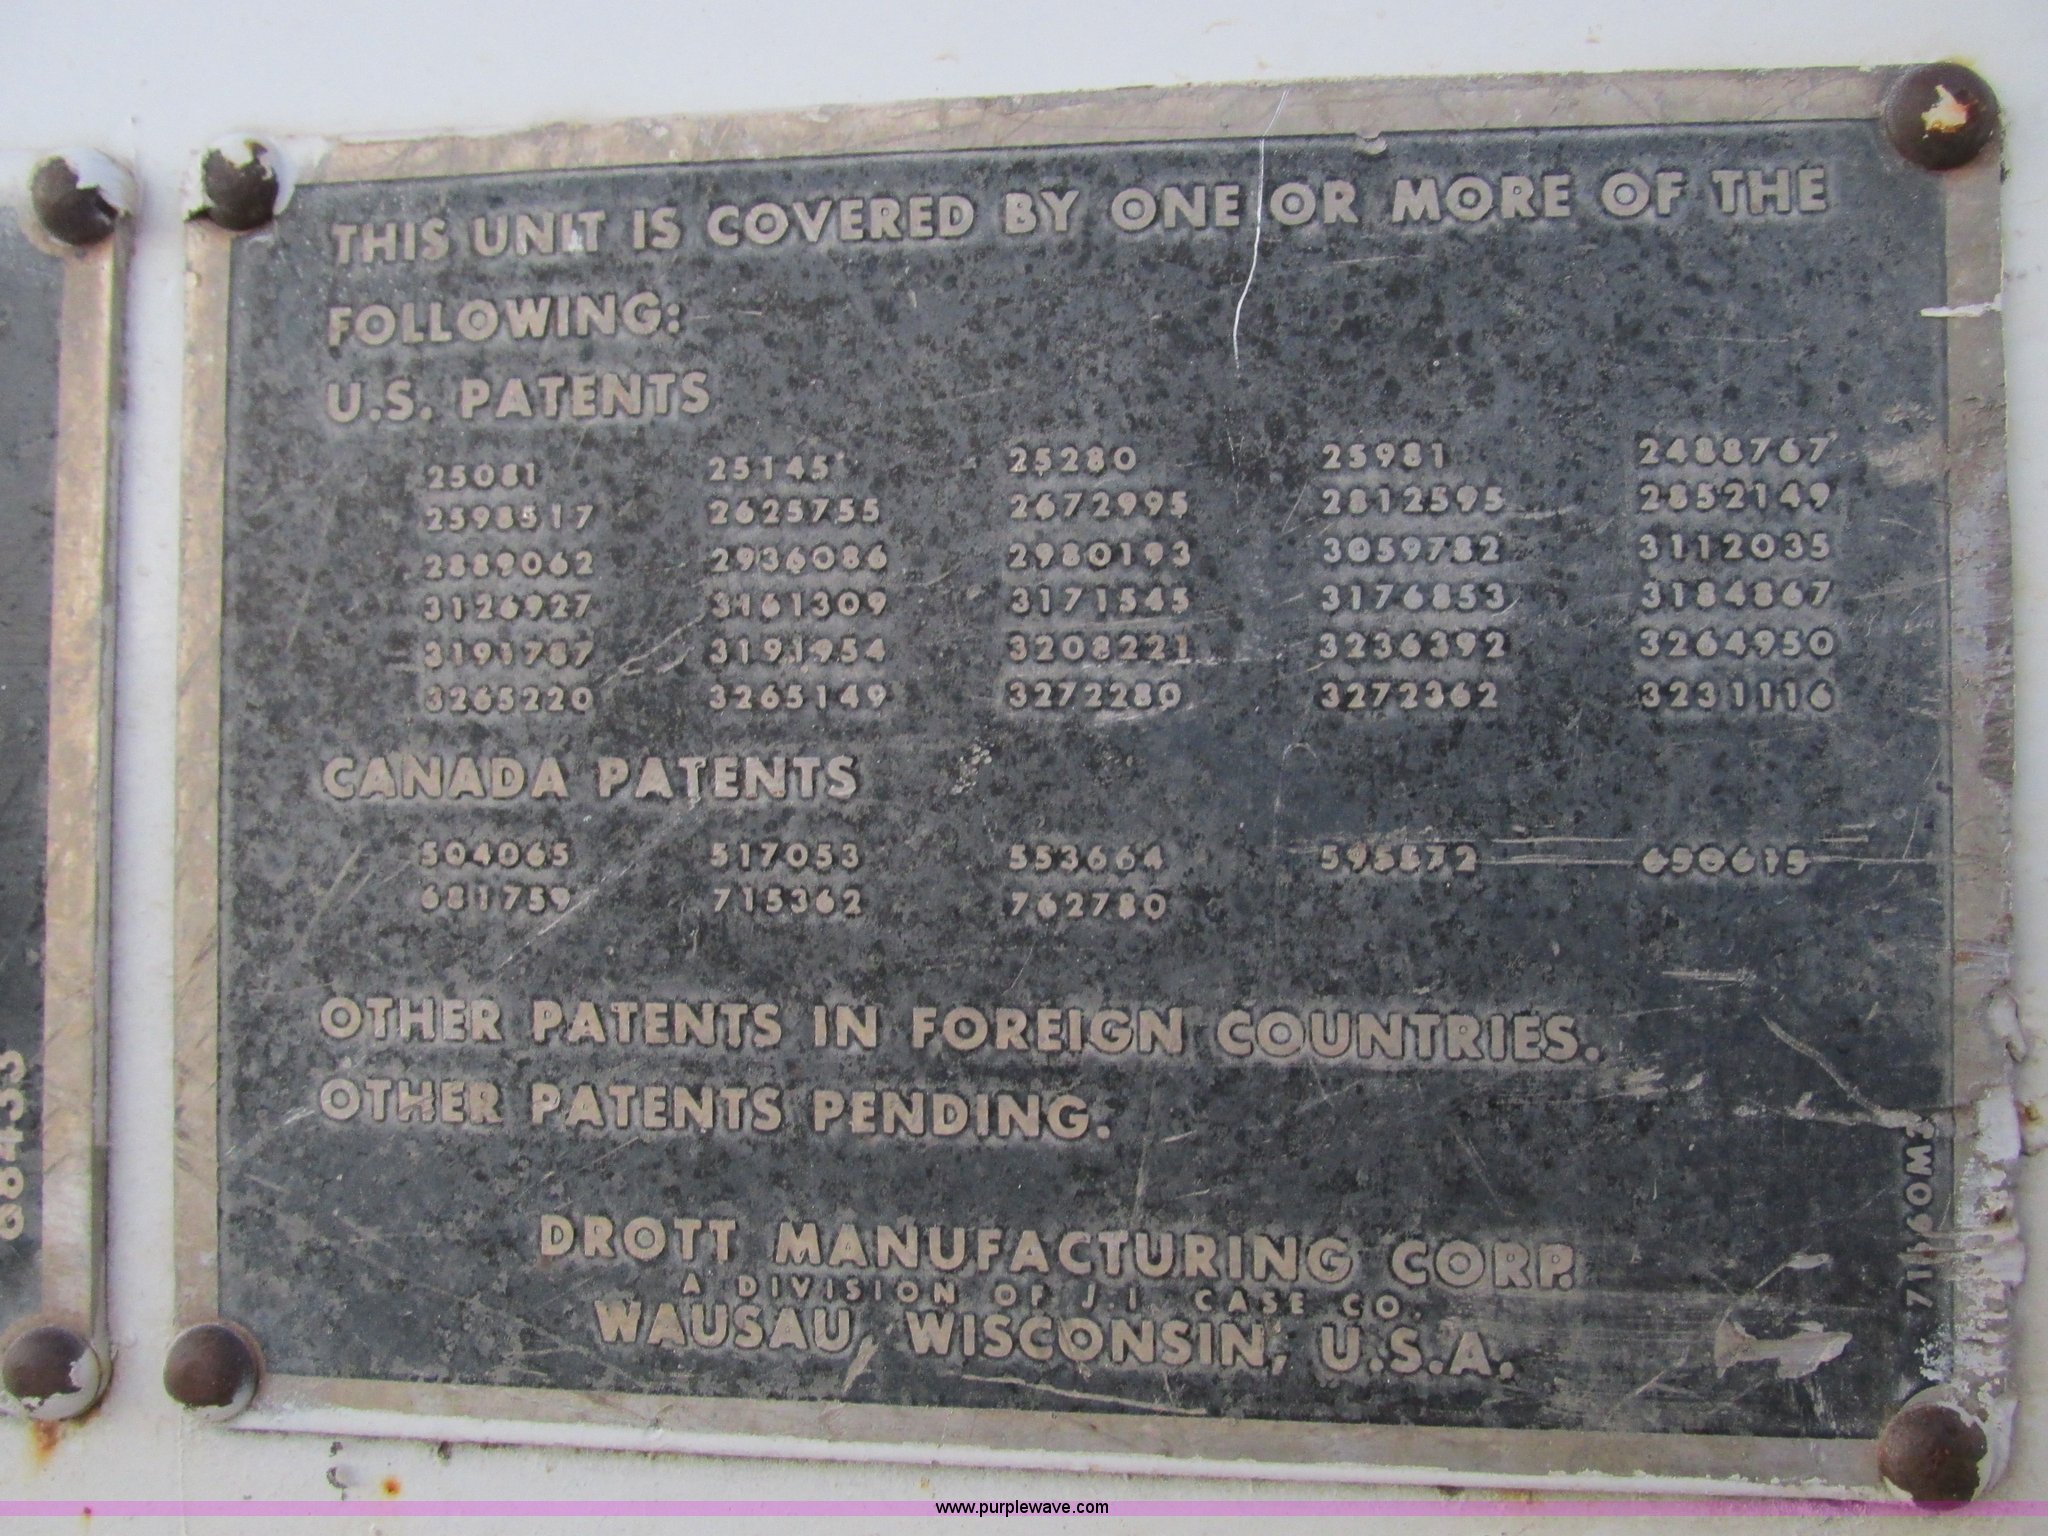 THIS UNIT IS COVERED BY ONE OR MORE OF THE
FOLLOWING:
U.S. PATENTS
25081 25145 25280 25981 2488767
2598517 2625755 2672995 2812595 2852149
2889062 2936086 2980193 3059782 3112035
3126927 3161309 3171545 3176853 3184867
3191787 3191954 3208221 3236392 3264950
3265220 3265149 3272280 3272362 3231116
CANADA PATENTS
504065 517053 553664 595872 650615
681759 715362 762780
OTHER PATENTS IN FOREIGN COUNTRIES.
OTHER PATENTS PENDING.
DROTT MANUFACTURING CORP.
A DIVISION OF J.I. CASE CO.
WAUSAU, WISCONSIN, U.S.A.
www.purplewave.com